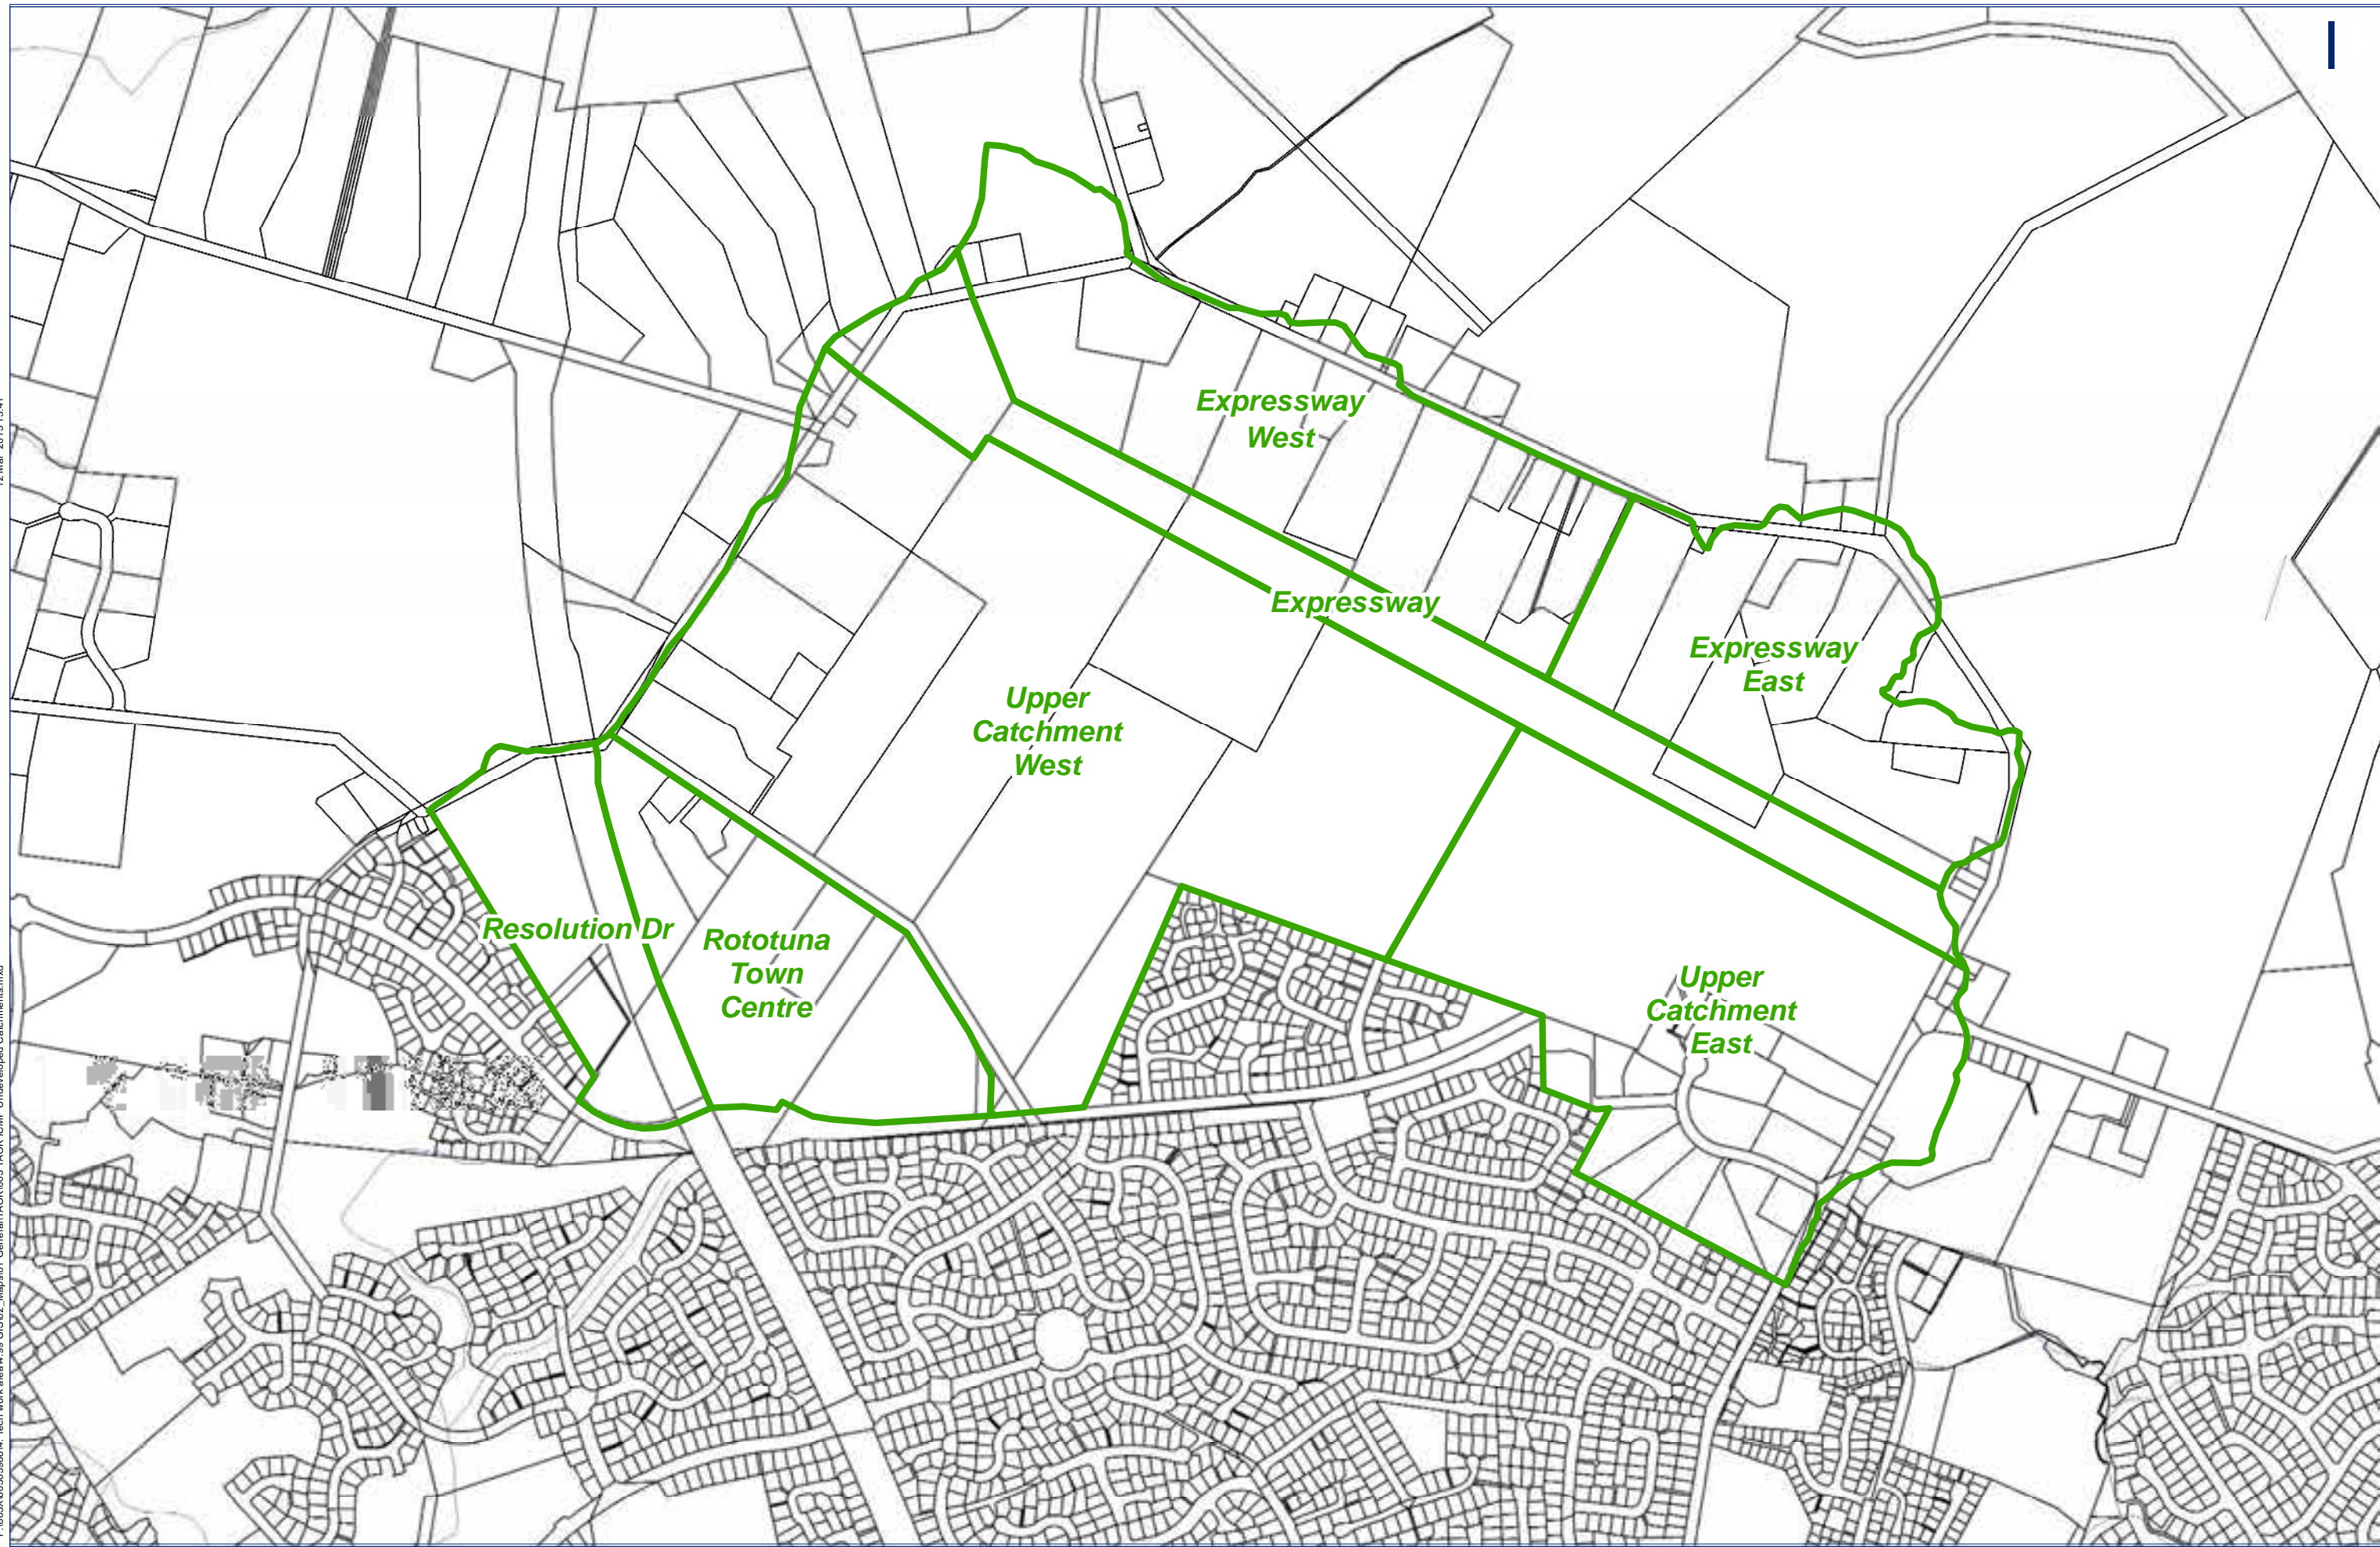 Expressway
West
Expressway
Expressway
East
Upper
Catchment
West
Resolution Dr
Rototuna
Town
Centre
Upper
Catchment
East